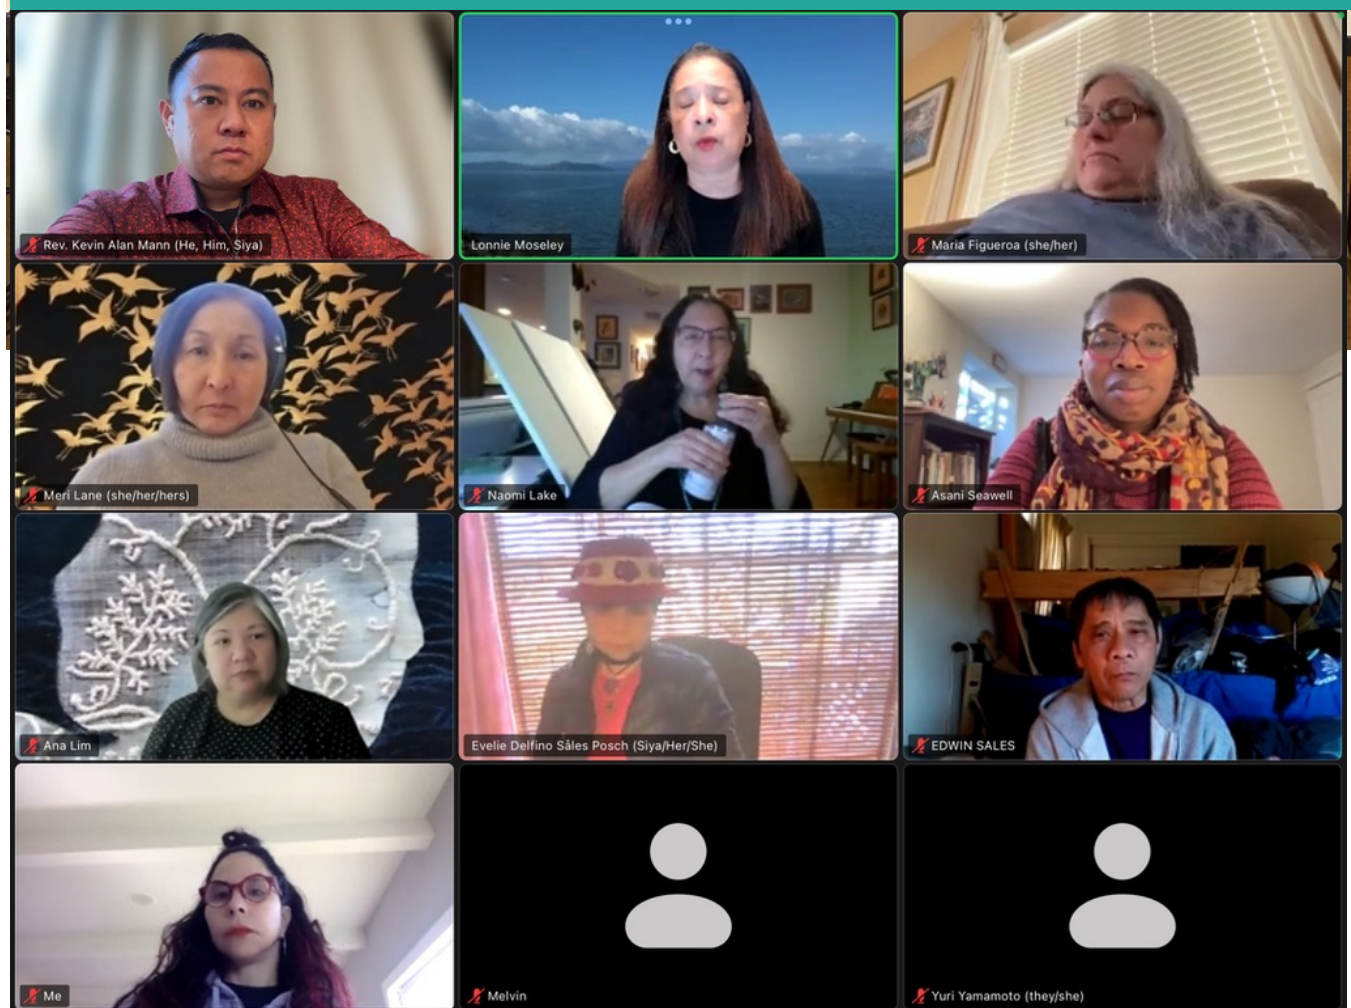 Rev. Kevin Alan Mann (He, Him, Siya)
Lonnie Moseley
Maria Figueroa (she/her)
Meri Lane (she/her/hers)
Naomi Lake
Asani Seawell
Ana Lim
Evelie Delfino Såles Posch (Siya/Her/She)
EDWIN SALES
Me
Melvin
Yuri Yamamoto (they/she)